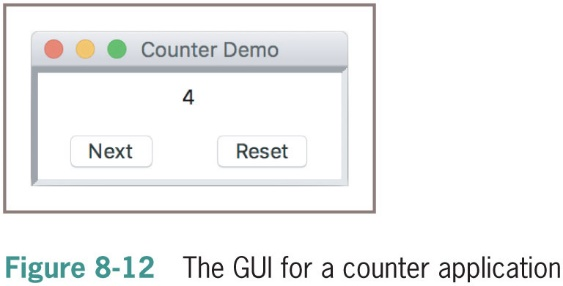 Counter Demo
4
Next Reset
Figure 8-12 The GUI for a counter application